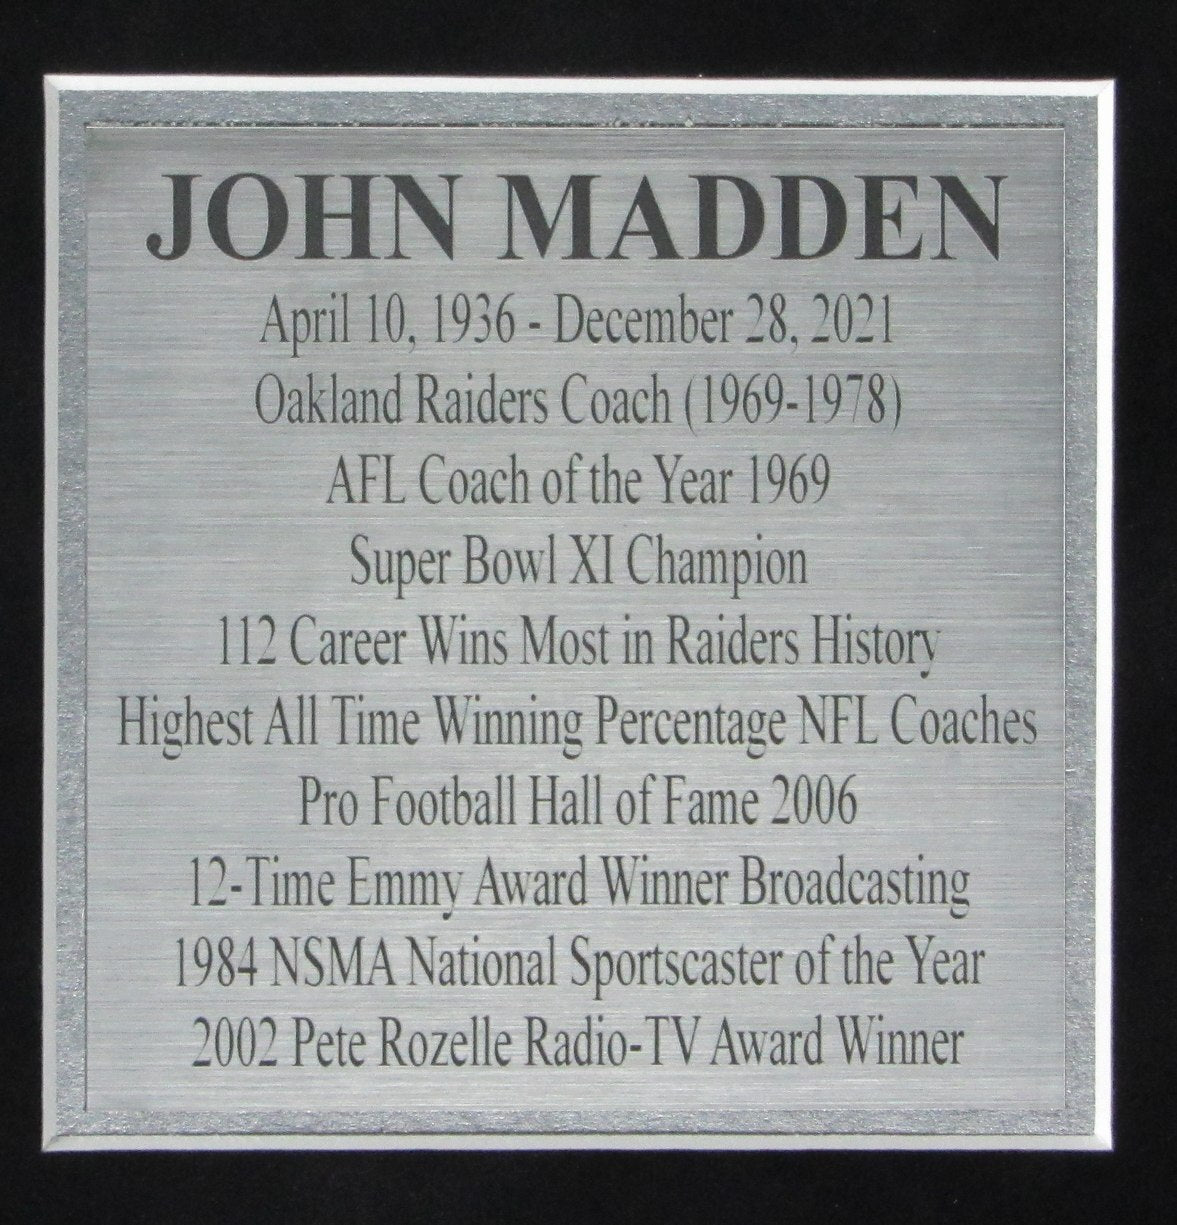 JOHN MADDEN
April 10, 1936 - December 28, 2021
Oakland Raiders Coach (1969-1978)
AFL Coach of the Year 1969
Super Bowl XI Champion
112 Career Wins Most in Raiders History
Highest All Time Winning Percentage NFL Coaches
Pro Football Hall of Fame 2006
12-Time Emmy Award Winner Broadcasting
1984 NSMA National Sportscaster of the Year
2002 Pete Rozelle Radio-TV Award Winner